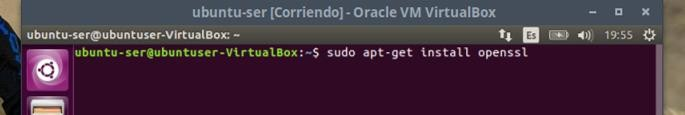 ubuntu-ser [Corriendo] - Oracle VM VirtualBox
ubuntu-ser@ubuntuser-VirtualBox: ~ Es 19:55
ubuntu-ser@ubuntuser-VirtualBox:~$ sudo apt-get install openssl